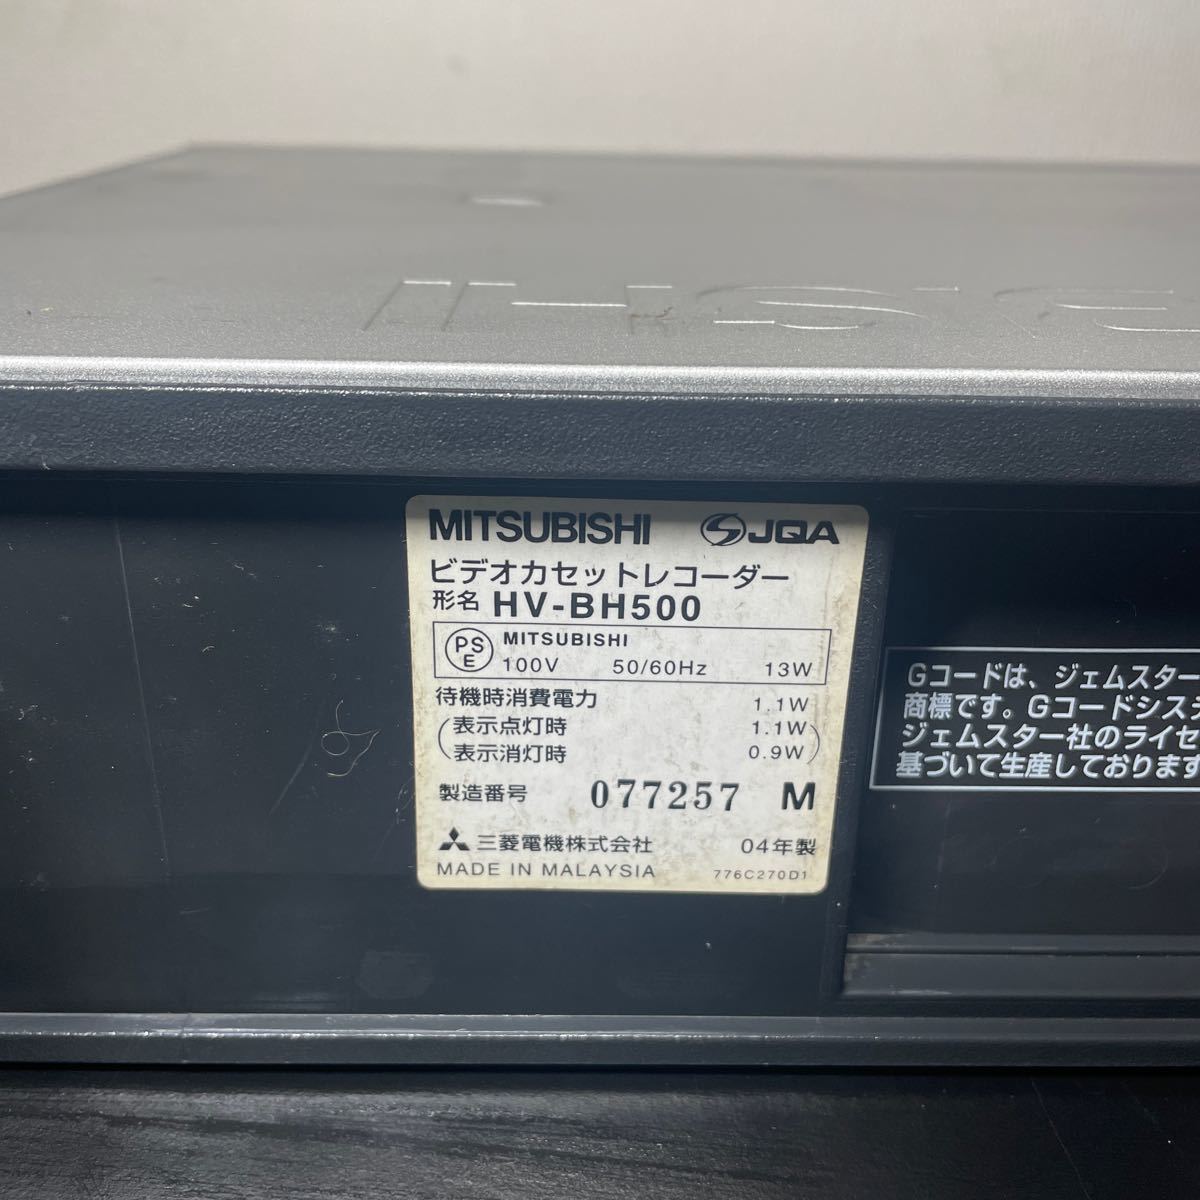 MITSUBISHI JQA
ビデオカセットレコーダー
形名 HV-BH500
PSE MITSUBISHI
100V 50/60Hz 13W
待機時消費電力 1.1W
(表示点灯時 1.1W
表示消灯時 0.9W)
製造番号 077257 M
三菱電機株式会社 04年製
MADE IN MALAYSIA 776C270D1
Gコードは、ジェムスター
商標です。Gコードシステ
ジェムスター社のライセ
基づいて生産しております